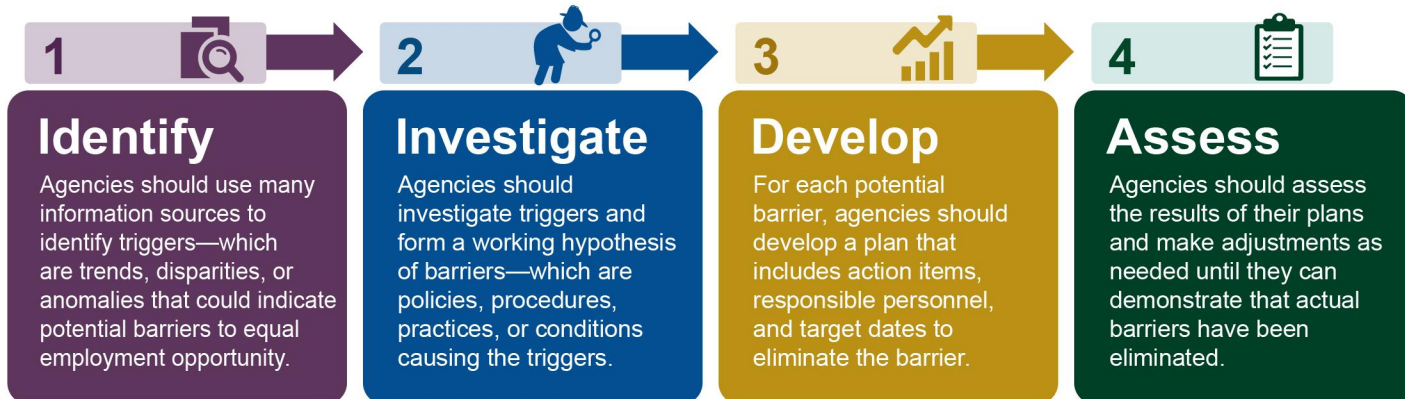 1
Identify
Agencies should use many
information sources to
identify triggers—which
are trends, disparities, or
anomalies that could indicate
potential barriers to equal
employment opportunity.
2
Investigate
Agencies should
investigate triggers and
form a working hypothesis
of barriers—which are
policies, procedures,
practices, or conditions
causing the triggers.
3
Develop
For each potential
barrier, agencies should
develop a plan that
includes action items,
responsible personnel,
and target dates to
eliminate the barrier.
4
Assess
Agencies should assess
the results of their plans
and make adjustments as
needed until they can
demonstrate that actual
barriers have been
eliminated.